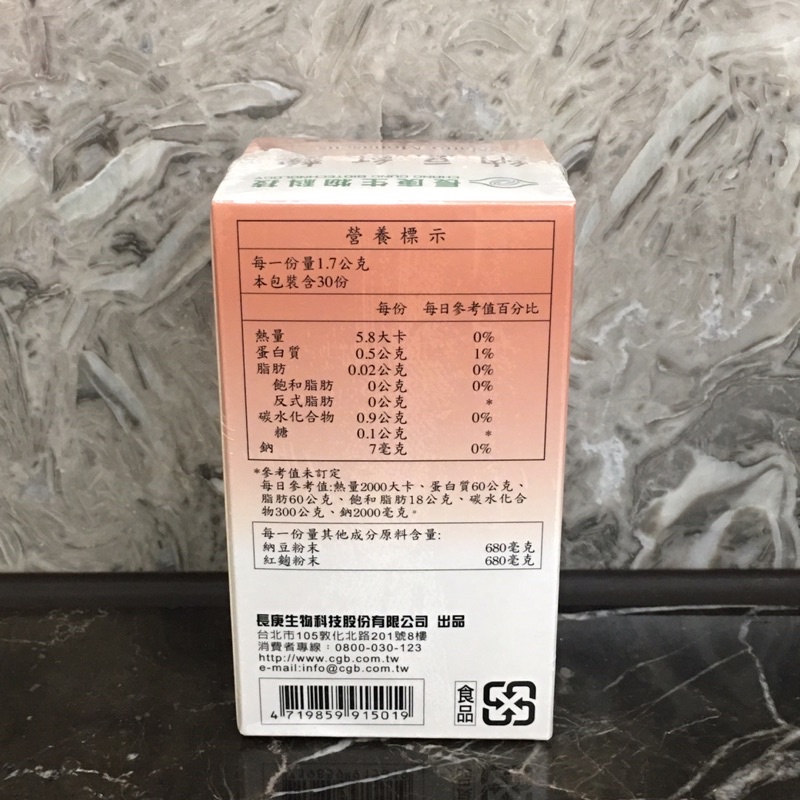 納豆紅麴
長庚生物科技
CHANG GUNG BIOTECHNOLOGY
營養標示
每一份量1.7公克
本包裝含30份
每份 每日參考值百分比
熱量 5.8大卡 0%
蛋白質 0.5公克 1%
脂肪 0.02公克 0%
飽和脂肪 0公克 0%
反式脂肪 0公克 *
碳水化合物 0.9公克 0%
糖 0.1公克 *
鈉 7毫克 0%
*參考值未訂定
每日參考值:熱量2000大卡、蛋白質60公克、
脂肪60公克、飽和脂肪18公克、碳水化合
物300公克、鈉2000毫克。
每一份量其他成分原料含量:
納豆粉末 680毫克
紅麴粉末 680毫克
長庚生物科技股份有限公司 出品
台北市105敦化北路201號8樓
消費者專線:0800-030-123
http://www.cgb.com.tw
e-mail:info@cgb.com.tw
4 719859 915019
食品